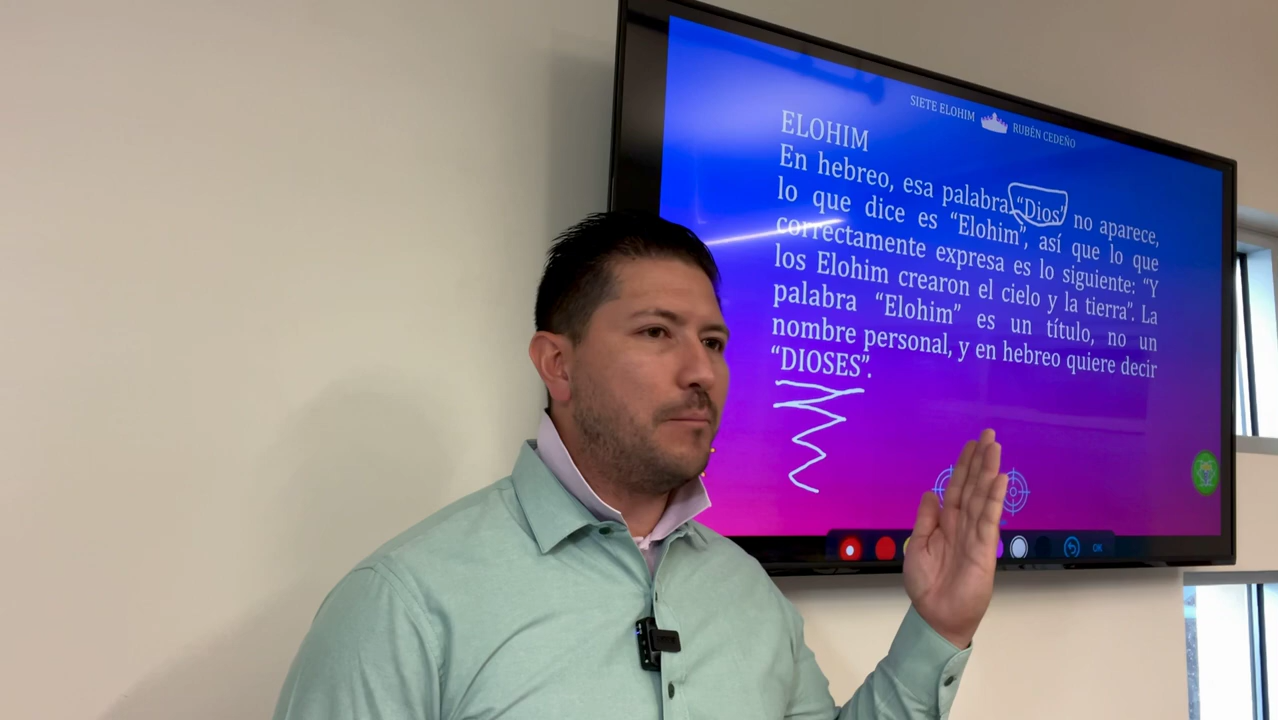 SIETE ELOHIM RUBÉN CEDEÑO
ELOHIM
En hebreo, esa palabra “Dios” no aparece,
lo que dice es “Elohim”, así que lo que
correctamente expresa es lo siguiente: “Y
los Elohim crearon el cielo y la tierra”. La
palabra “Elohim” es un título, no un
nombre personal, y en hebreo quiere decir
“DIOSES”.
OK